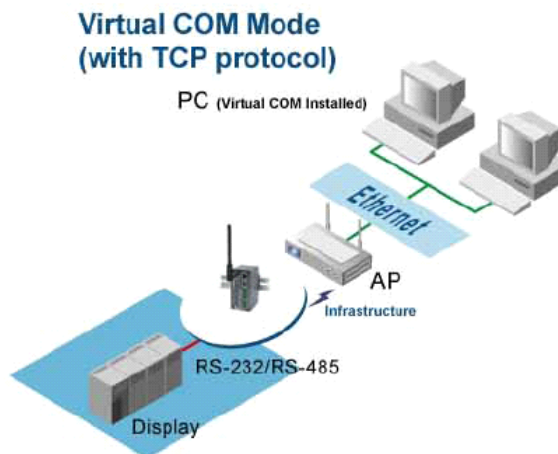 Virtual COM Mode
(with TCP protocol)
PC (Virtual COM Installed)
Ethernet
AP
Infrastructure
RS-232/RS-485
Display